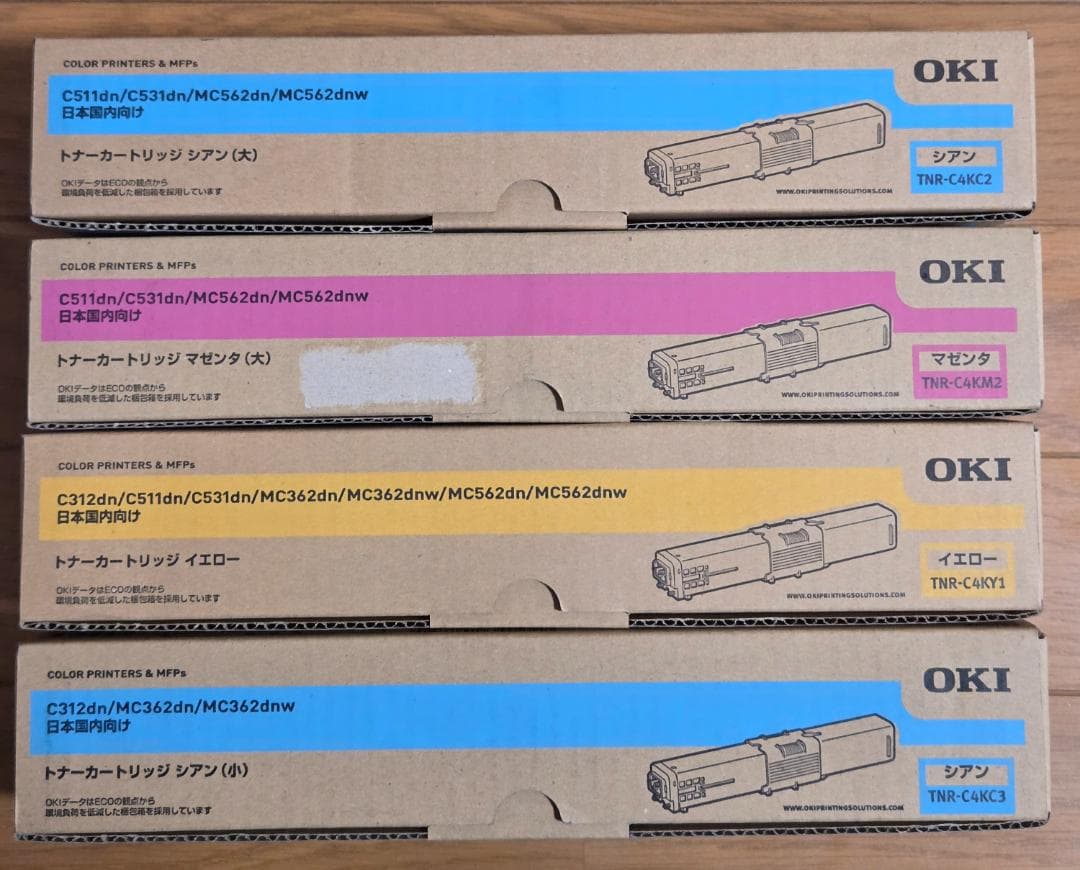 COLOR PRINTERS & MFPs
OKI
C511dn/C531dn/MC562dn/MC562dnw
日本国内向け
トナーカートリッジ シアン(大)
シアン
TNR-C4KC2
OKIデータはECOの観点から
環境負荷を低減した梱包箱を採用しています
WWW.OKIPRINTINGSOLUTIONS.COM
COLOR PRINTERS & MFPs
OKI
C511dn/C531dn/MC562dn/MC562dnw
日本国内向け
トナーカートリッジ マゼンタ(大)
マゼンタ
TNR-C4KM2
OKIデータはECOの観点から
環境負荷を低減した梱包箱を採用しています
WWW.OKIPRINTINGSOLUTIONS.COM
COLOR PRINTERS & MFPs
OKI
C312dn/C511dn/C531dn/MC362dn/MC362dnw/MC562dn/MC562dnw
日本国内向け
トナーカートリッジ イエロー
イエロー
TNR-C4KY1
OKIデータはECOの観点から
環境負荷を低減した梱包箱を採用しています
WWW.OKIPRINTINGSOLUTIONS.COM
COLOR PRINTERS & MFPs
OKI
C312dn/MC362dn/MC362dnw
日本国内向け
トナーカートリッジ シアン(小)
シアン
TNR-C4KC3
OKIデータはECOの観点から
環境負荷を低減した梱包箱を採用しています
WWW.OKIPRINTINGSOLUTIONS.COM